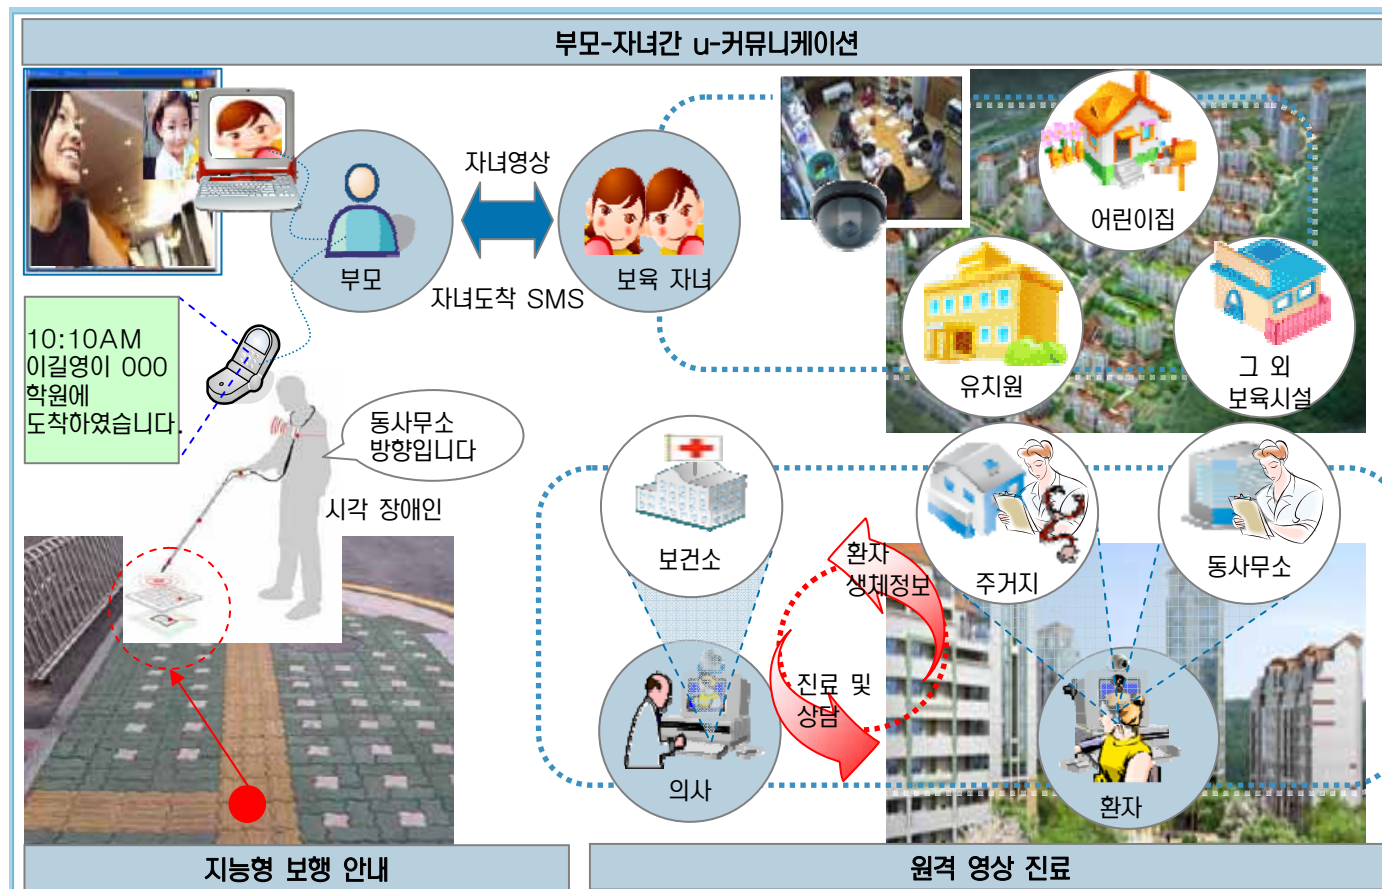 부모-자녀간 u-커뮤니케이션
자녀영상
부모
자녀도착 SMS
보육 자녀
어린이집
유치원
그 외
보육시설
10:10AM
이길영이 000
학원에
도착하였습니다.
동사무소
방향입니다
시각 장애인
보건소
환자
생체정보
주거지
동사무소
진료 및
상담
의사
환자
지능형 보행 안내
원격 영상 진료